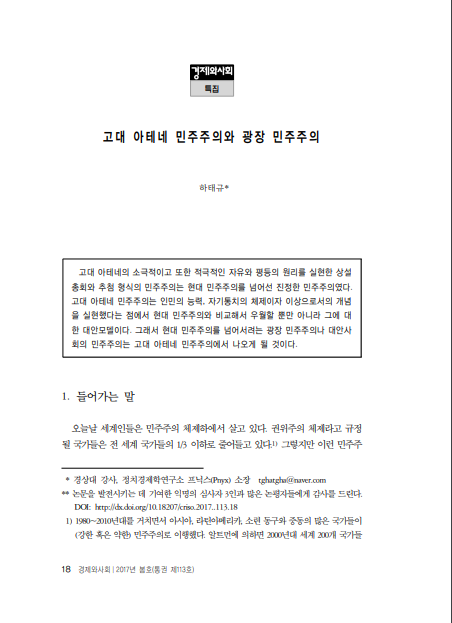 경제와사회
특집
고대 아테네 민주주의와 광장 민주주의
하태규*
고대 아테네의 소극적이고 또한 적극적인 자유와 평등의 원리를 실현한 상설
총회와 추첨 형식의 민주주의는 현대 민주주의를 넘어선 진정한 민주주의였다.
고대 아테네 민주주의는 인민의 능력, 자기통치의 체제이자 이상으로서의 개념
을 실현했다는 점에서 현대 민주주의와 비교해서 우월할 뿐만 아니라 그에 대
한 대안모델이다. 그래서 현대 민주주의를 넘어서려는 광장 민주주의나 대안사
회의 민주주의는 고대 아테네 민주주의에서 나오게 될 것이다.
1. 들어가는 말
오늘날 세계인들은 민주주의 체제하에서 살고 있다. 권위주의 체제라고 규정
될 국가들은 전 세계 국가들의 1/3 이하로 줄어들고 있다.1) 그렇지만 이런 민주주
* 경상대 강사, 정치경제학연구소 프닉스(Pnyx) 소장 tghatgha@naver.com
** 논문을 발전시키는 데 기여한 익명의 심사자 3인과 많은 논평자들에게 감사를 드린다.
DOI: http://dx.doi.org/10.18207/criso.2017..113.18
1) 1980~2010년대를 거치면서 아시아, 라틴아메리카, 소련 동구와 중동의 많은 국가들이
(강한 혹은 약한) 민주주의로 이행했다. 알트먼에 의하면 2000년대 세계 200개 국가들
18 경제와사회 | 2017년 봄호(통권 제113호)